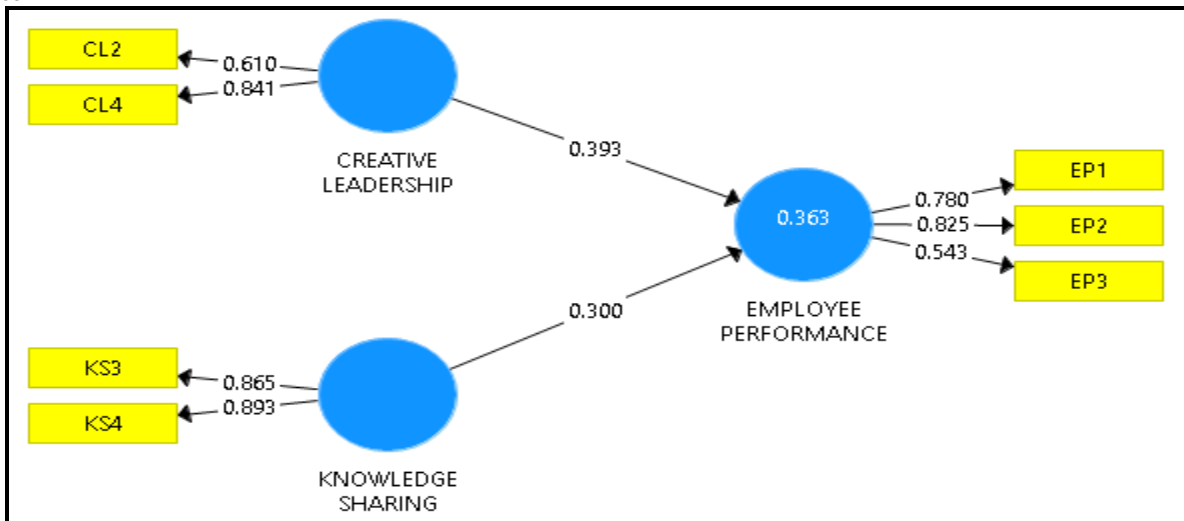 CL2
0.610
CL4
0.841
CREATIVE
LEADERSHIP
0.393
0.363
EMPLOYEE
PERFORMANCE
0.780
EP1
0.825
EP2
0.543
EP3
0.300
KS3
0.865
KS4
0.893
KNOWLEDGE
SHARING